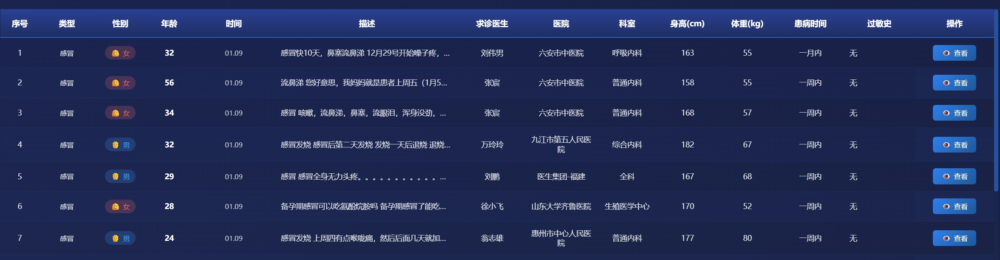 序号 类型 性别 年龄 时间 描述 求诊医生 医院 科室 身高(cm) 体重(kg) 患病时间 过敏史 操作
1 感冒 女 32 01.09 感冒快10天，鼻塞流鼻涕 12月29号开始嗓子疼，... 刘伟男 六安市中医院 呼吸内科 163 55 一月内 无 查看
2 感冒 女 56 01.09 流鼻涕 您好意思，我妈妈就是患者上周五（1月5... 张宸 六安市中医院 普通内科 158 55 一周内 无 查看
3 感冒 女 34 01.09 感冒 咳嗽，流鼻涕，鼻塞，流眼泪，浑身没劲，... 张宸 六安市中医院 普通内科 168 57 一周内 无 查看
4 感冒 男 32 01.09 感冒发烧 感冒后第二天发烧 发烧一天后退烧 退烧... 万玲玲 九江市第五人民医
院 综合内科 182 67 一周内 无 查看
5 感冒 男 29 01.09 感冒 感冒全身无力头疼。。。。。。。。。。。... 刘鹏 医生集团-福建 全科 167 68 一周内 无 查看
6 感冒 女 28 01.09 备孕期感冒可以吃氨酚烷胺吗 备孕期感冒了能吃... 徐小飞 山东大学齐鲁医院 生殖医学中心 170 52 一周内 无 查看
7 感冒 男 24 01.09 感冒发烧 上周四有点喉咙痛，然后后面几天就加... 翁志雄 惠州市中心人民医
院 普通内科 177 80 一周内 无 查看